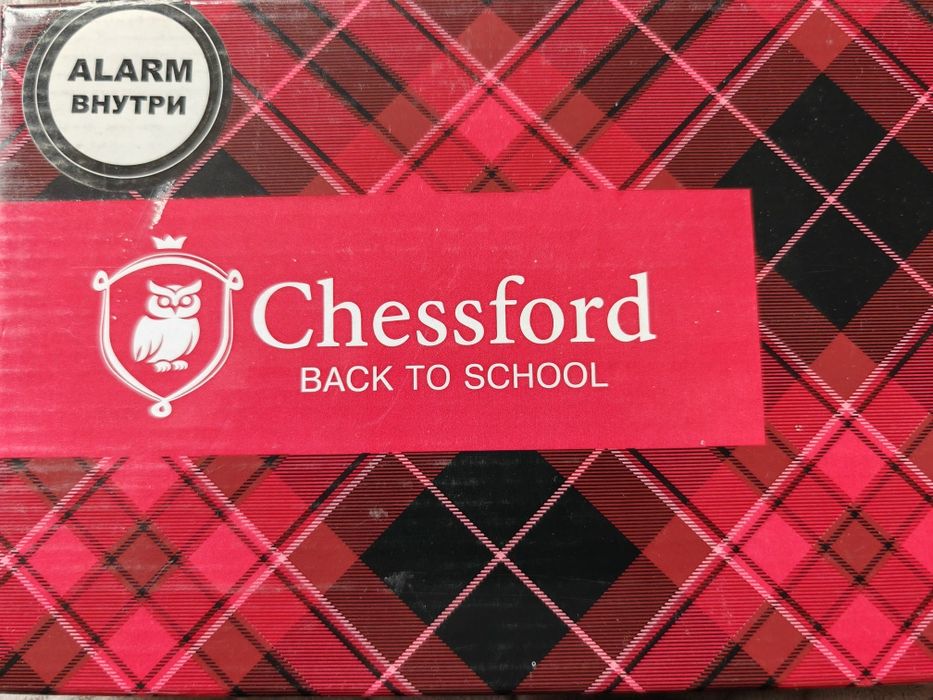 ALARM
ВНУТРИ
Chessford
BACK TO SCHOOL